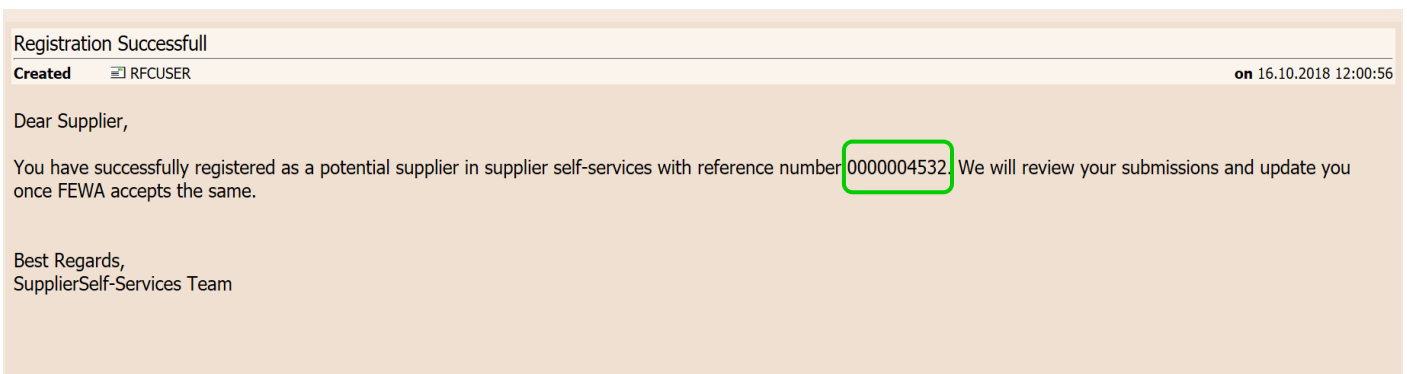 Registration Successfull
Created RFCUSER on 16.10.2018 12:00:56
Dear Supplier,
You have successfully registered as a potential supplier in supplier self-services with reference number 0000004532. We will review your submissions and update you
once FEWA accepts the same.
Best Regards,
SupplierSelf-Services Team